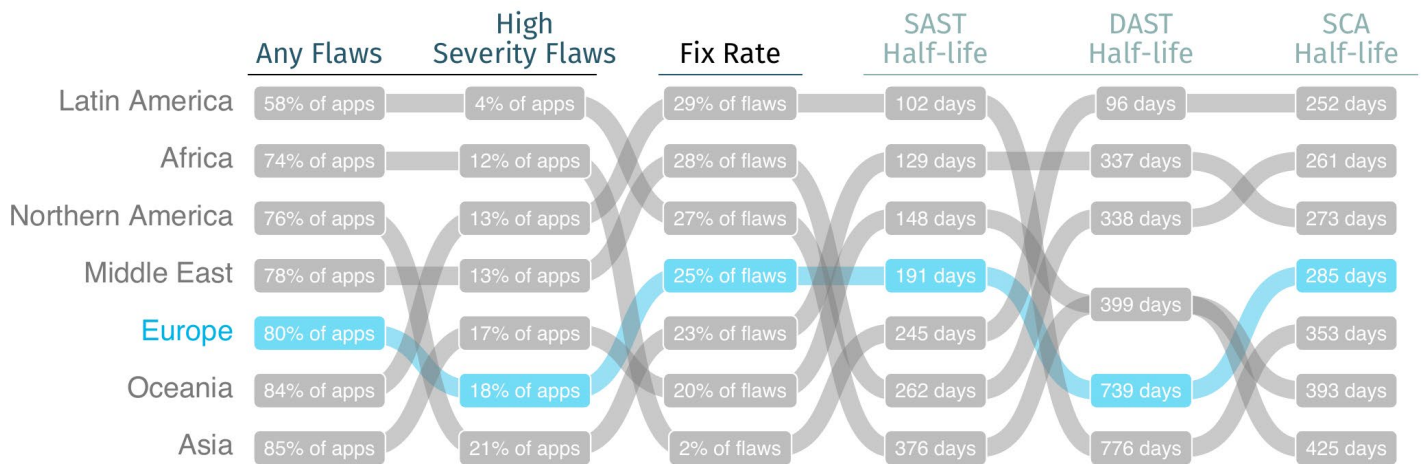 Any Flaws
High
Severity Flaws
Fix Rate
SAST
Half-life
DAST
Half-life
SCA
Half-life
Latin America 58% of apps 4% of apps 29% of flaws 102 days 96 days 252 days
Africa 74% of apps 12% of apps 28% of flaws 129 days 337 days 261 days
Northern America 76% of apps 13% of apps 27% of flaws 148 days 338 days 273 days
Middle East 78% of apps 13% of apps 25% of flaws 191 days 399 days 285 days
Europe 80% of apps 17% of apps 23% of flaws 245 days 353 days
Oceania 84% of apps 18% of apps 20% of flaws 262 days 739 days 393 days
Asia 85% of apps 21% of apps 2% of flaws 376 days 776 days 425 days